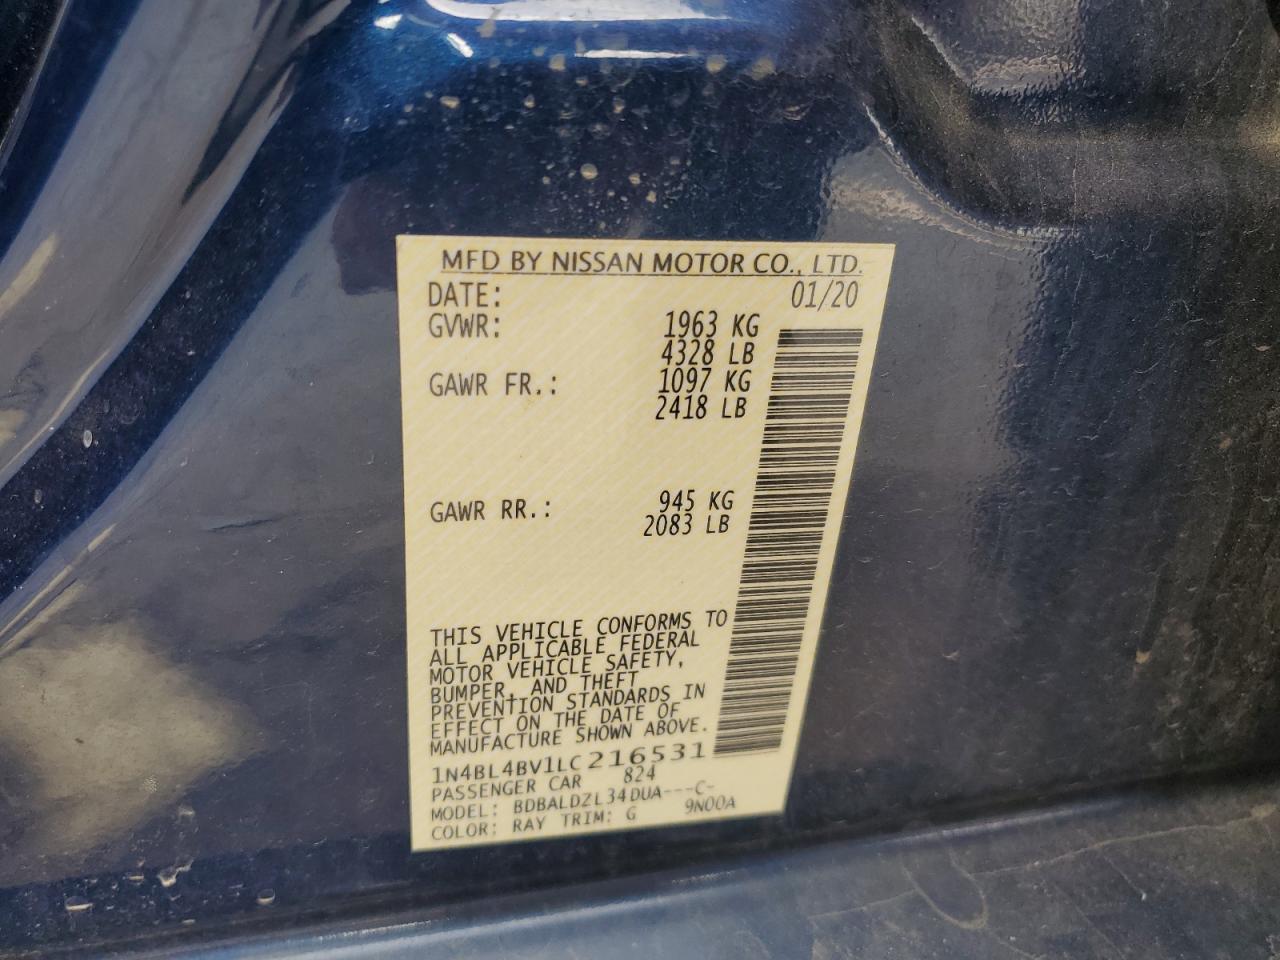 MFD BY NISSAN MOTOR CO., LTD.
DATE: 01/20
GVWR: 1963 KG
4328 LB
GAWR FR.: 1097 KG
2418 LB
GAWR RR.: 945 KG
2083 LB
THIS VEHICLE CONFORMS TO
ALL APPLICABLE FEDERAL
MOTOR VEHICLE SAFETY,
BUMPER, AND THEFT
PREVENTION STANDARDS IN
EFFECT ON THE DATE OF
MANUFACTURE SHOWN ABOVE.
1N4BL4BV1LC216531
PASSENGER CAR 824
MODEL: BDBALDZL34DUA---C-
COLOR: RAY TRIM: G 9N00A